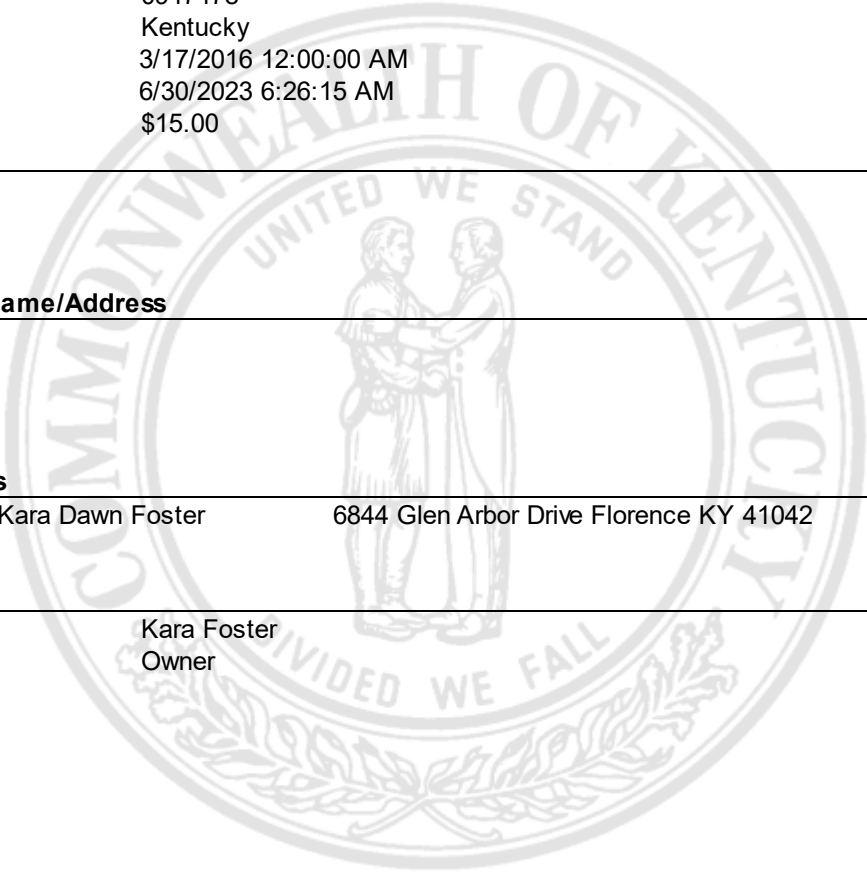 Kentucky
3/17/2016 12:00:00 AM
6/30/2023 6:26:15 AM
$15.00
COMMONWEALTH OF KENTUCKY
UNITED WE STAND
ame/Address
s
Kara Dawn Foster 6844 Glen Arbor Drive Florence KY 41042
Kara Foster
Owner
DIVIDED WE FALL